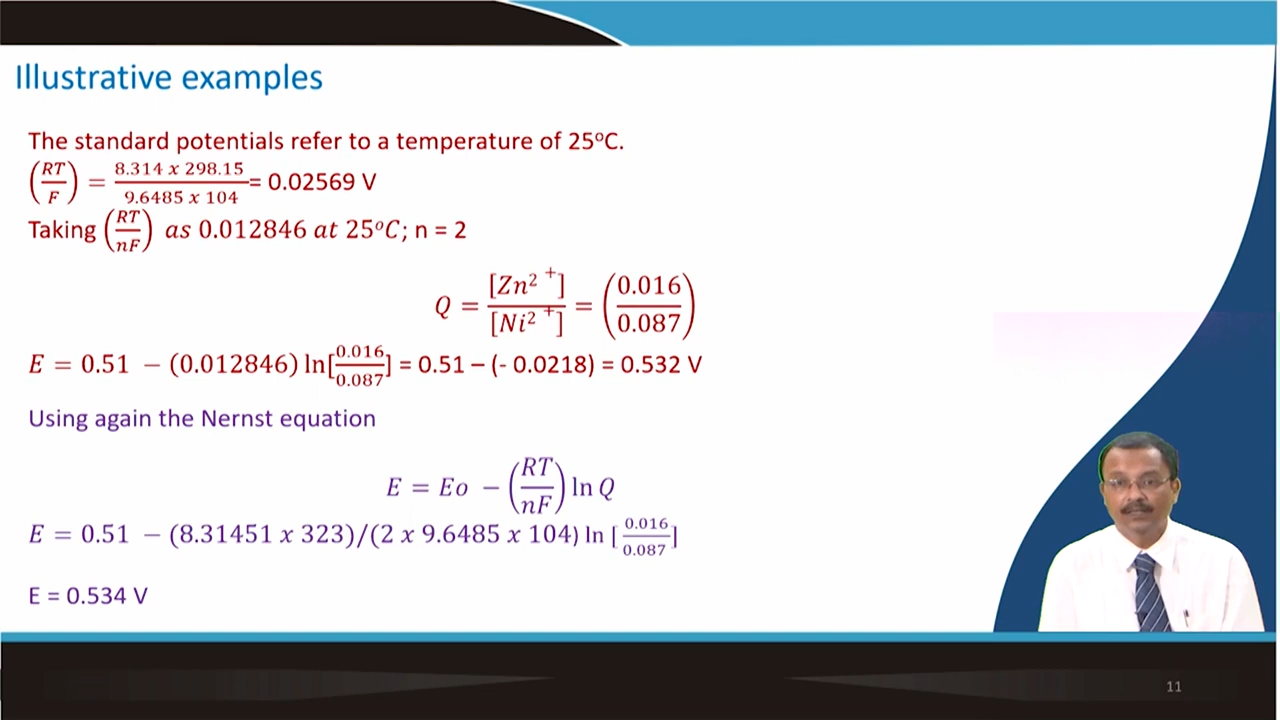 Illustrative examples
The standard potentials refer to a temperature of 25°C.
(RT/F) = (8.314 x 298.15)/(9.6485 x 104) = 0.02569 V
Taking (RT/nF) as 0.012846 at 25°C; n = 2
Q = [Zn² ⁺]/[Ni² ⁺] = (0.016/0.087)
E = 0.51 − (0.012846) ln[0.016/0.087] = 0.51 – (- 0.0218) = 0.532 V
Using again the Nernst equation
E = Eo − (RT/nF) ln Q
E = 0.51 − (8.31451 x 323)/(2 x 9.6485 x 104) ln [0.016/0.087]
E = 0.534 V
11